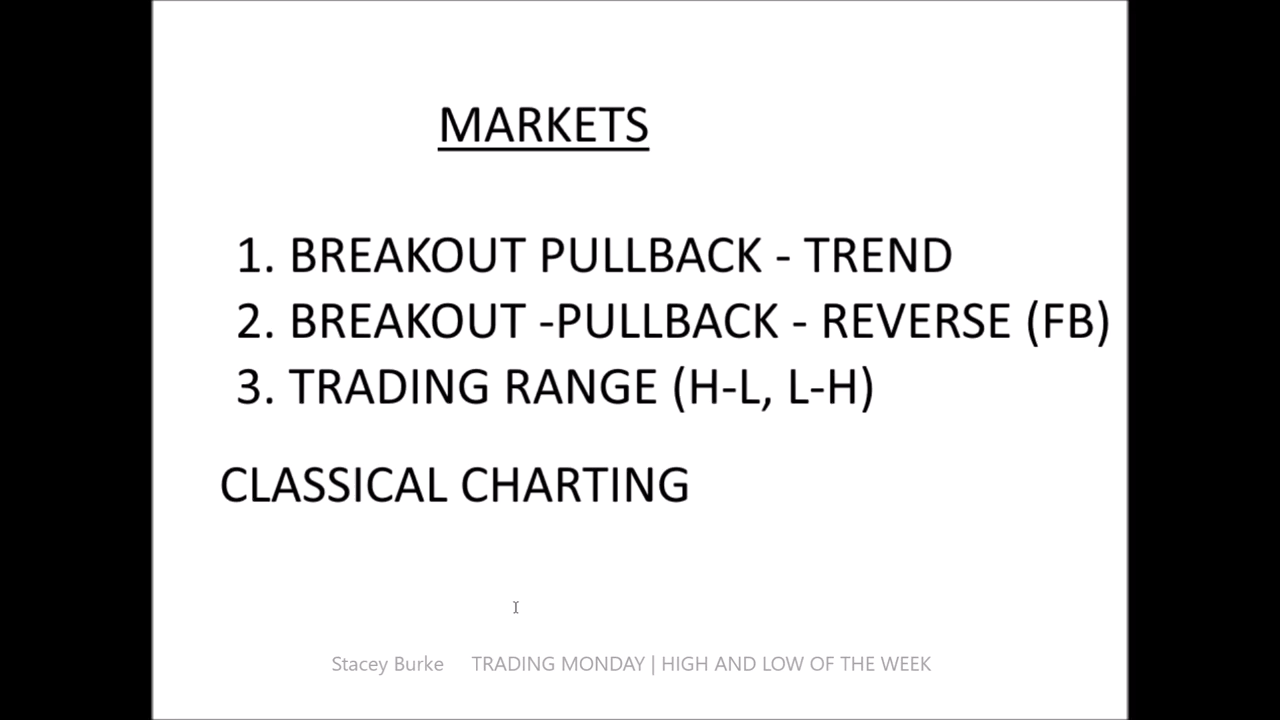 MARKETS
1. BREAKOUT PULLBACK - TREND
2. BREAKOUT -PULLBACK - REVERSE (FB)
3. TRADING RANGE (H-L, L-H)
CLASSICAL CHARTING
Stacey Burke TRADING MONDAY | HIGH AND LOW OF THE WEEK